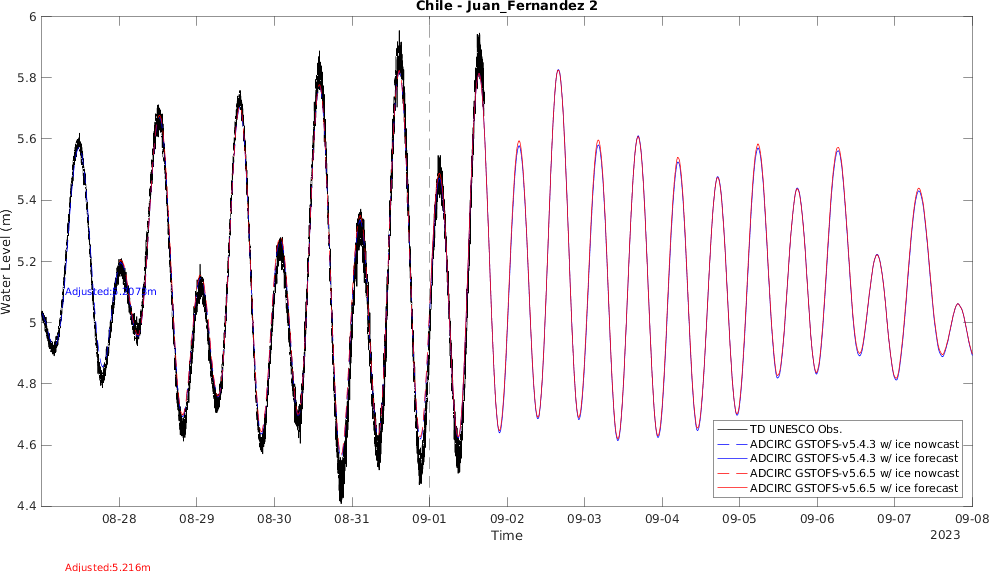 Chile - Juan_Fernandez 2
6
5.8
5.6
5.4
5.2
5
4.8
4.6
4.4
Water Level (m)
Adjusted:
TD UNESCO Obs.
ADCIRC GSTOFS-v5.4.3 w/ ice nowcast
ADCIRC GSTOFS-v5.4.3 w/ ice forecast
ADCIRC GSTOFS-v5.6.5 w/ ice nowcast
ADCIRC GSTOFS-v5.6.5 w/ ice forecast
08-28 08-29 08-30 08-31 09-01 09-02 09-03 09-04 09-05 09-06 09-07 09-08
Time
2023
Adjusted:5.216m